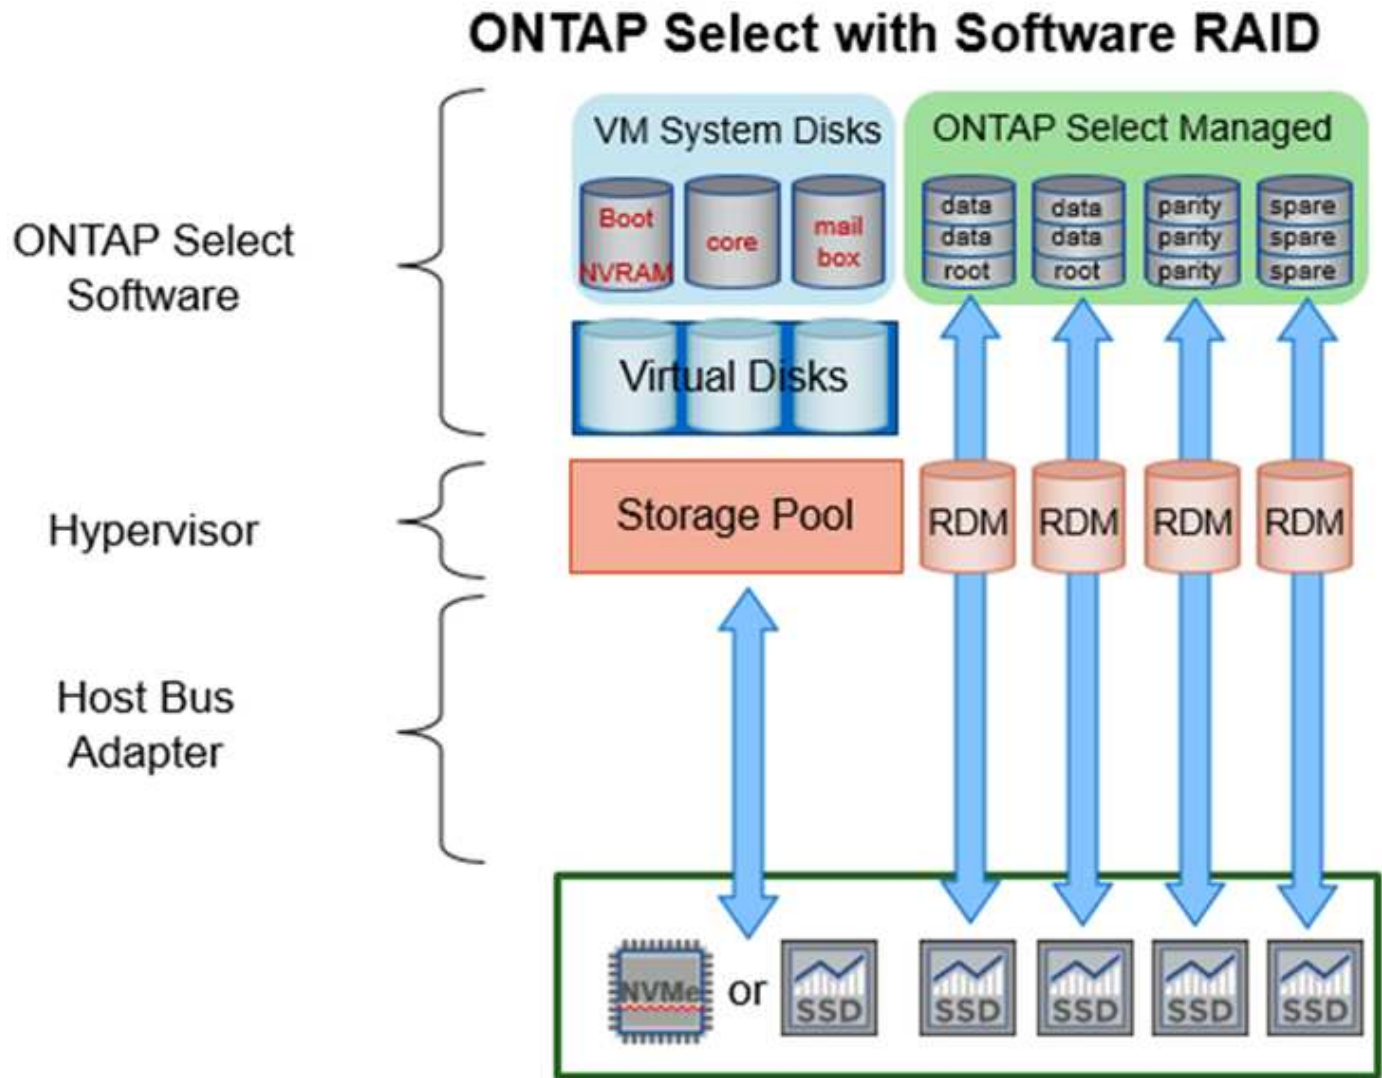 ONTAP Select with Software RAID
VM System Disks
ONTAP Select Managed
Boot
NVRAM
core
mail
box
data
data
root
data
data
root
parity
parity
parity
spare
spare
spare
ONTAP Select
Software
Virtual Disks
Hypervisor
Storage Pool
RDM
RDM
RDM
RDM
Host Bus
Adapter
NVMe
or
SSD
SSD
SSD
SSD
SSD